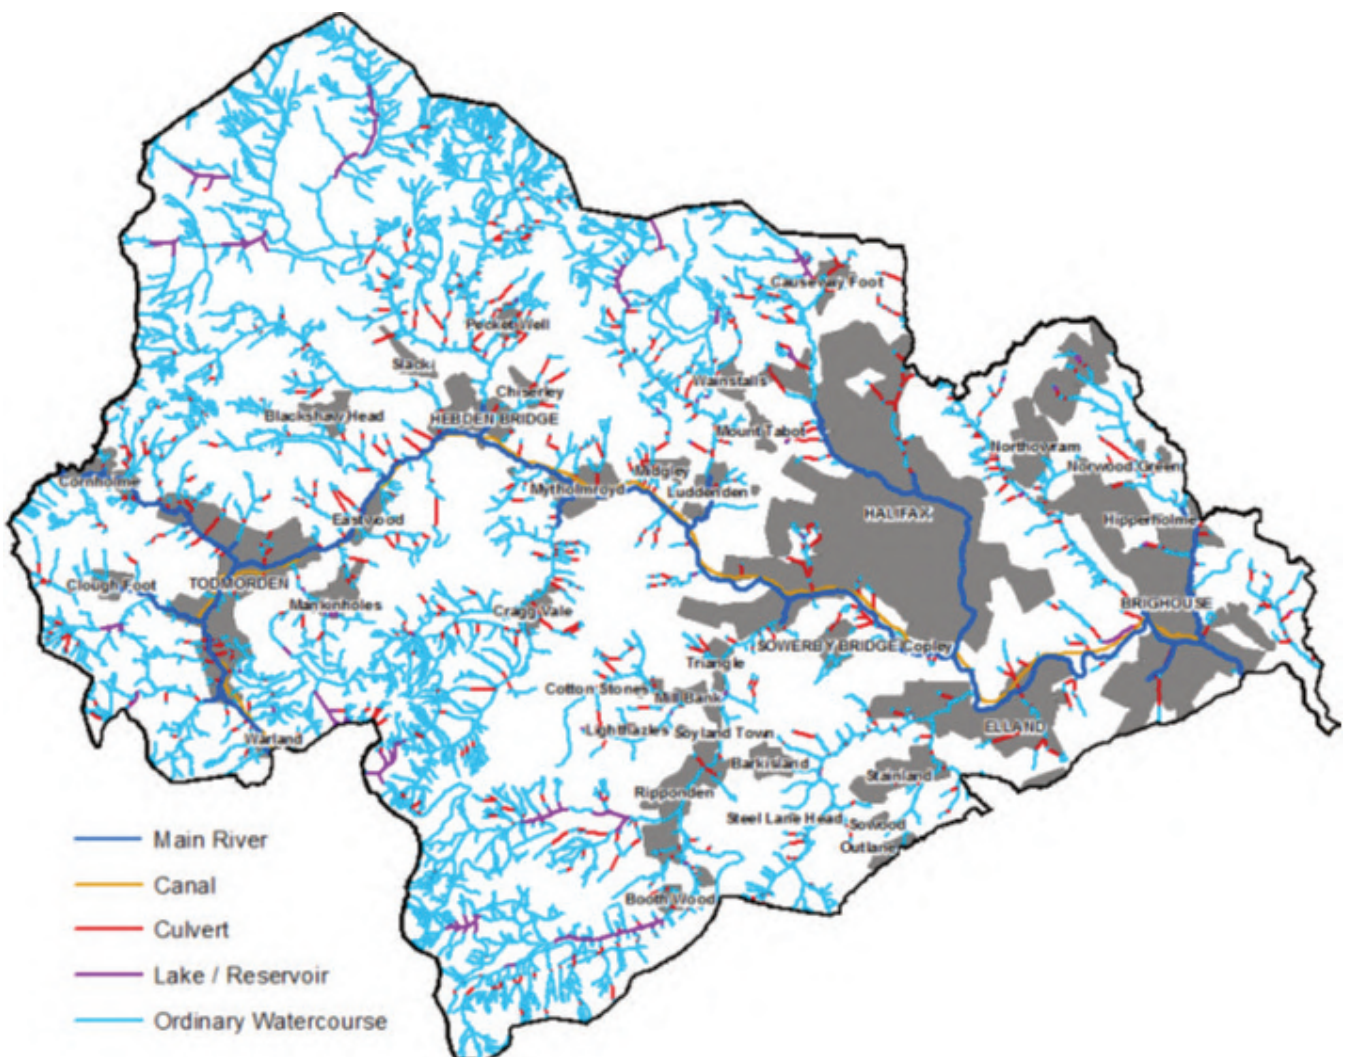 Causeway Foot
Pecket Well
Slack
Chiserley
Wainstalls
Blackshaw Head
HEBDEN BRIDGE
Mount Tabot
Northowram
Norwood Green
Cornholme
Midgley
Mytholmroyd
Luddenden
Eastwood
HALIFAX
Hipperholme
Clough Foot
TODMORDEN
Mankinholes
Cragg Vale
BRIGHOUSE
SOWERBY BRIDGE
Copley
Triangle
Cotton Stones
Mill Bank
Lighthazles
Soyland Town
ELLAND
Warland
Barkisland
Stainland
Ripponden
Steel Lane Head
Sowood
Outlane
Booth Wood
Main River
Canal
Culvert
Lake / Reservoir
Ordinary Watercourse